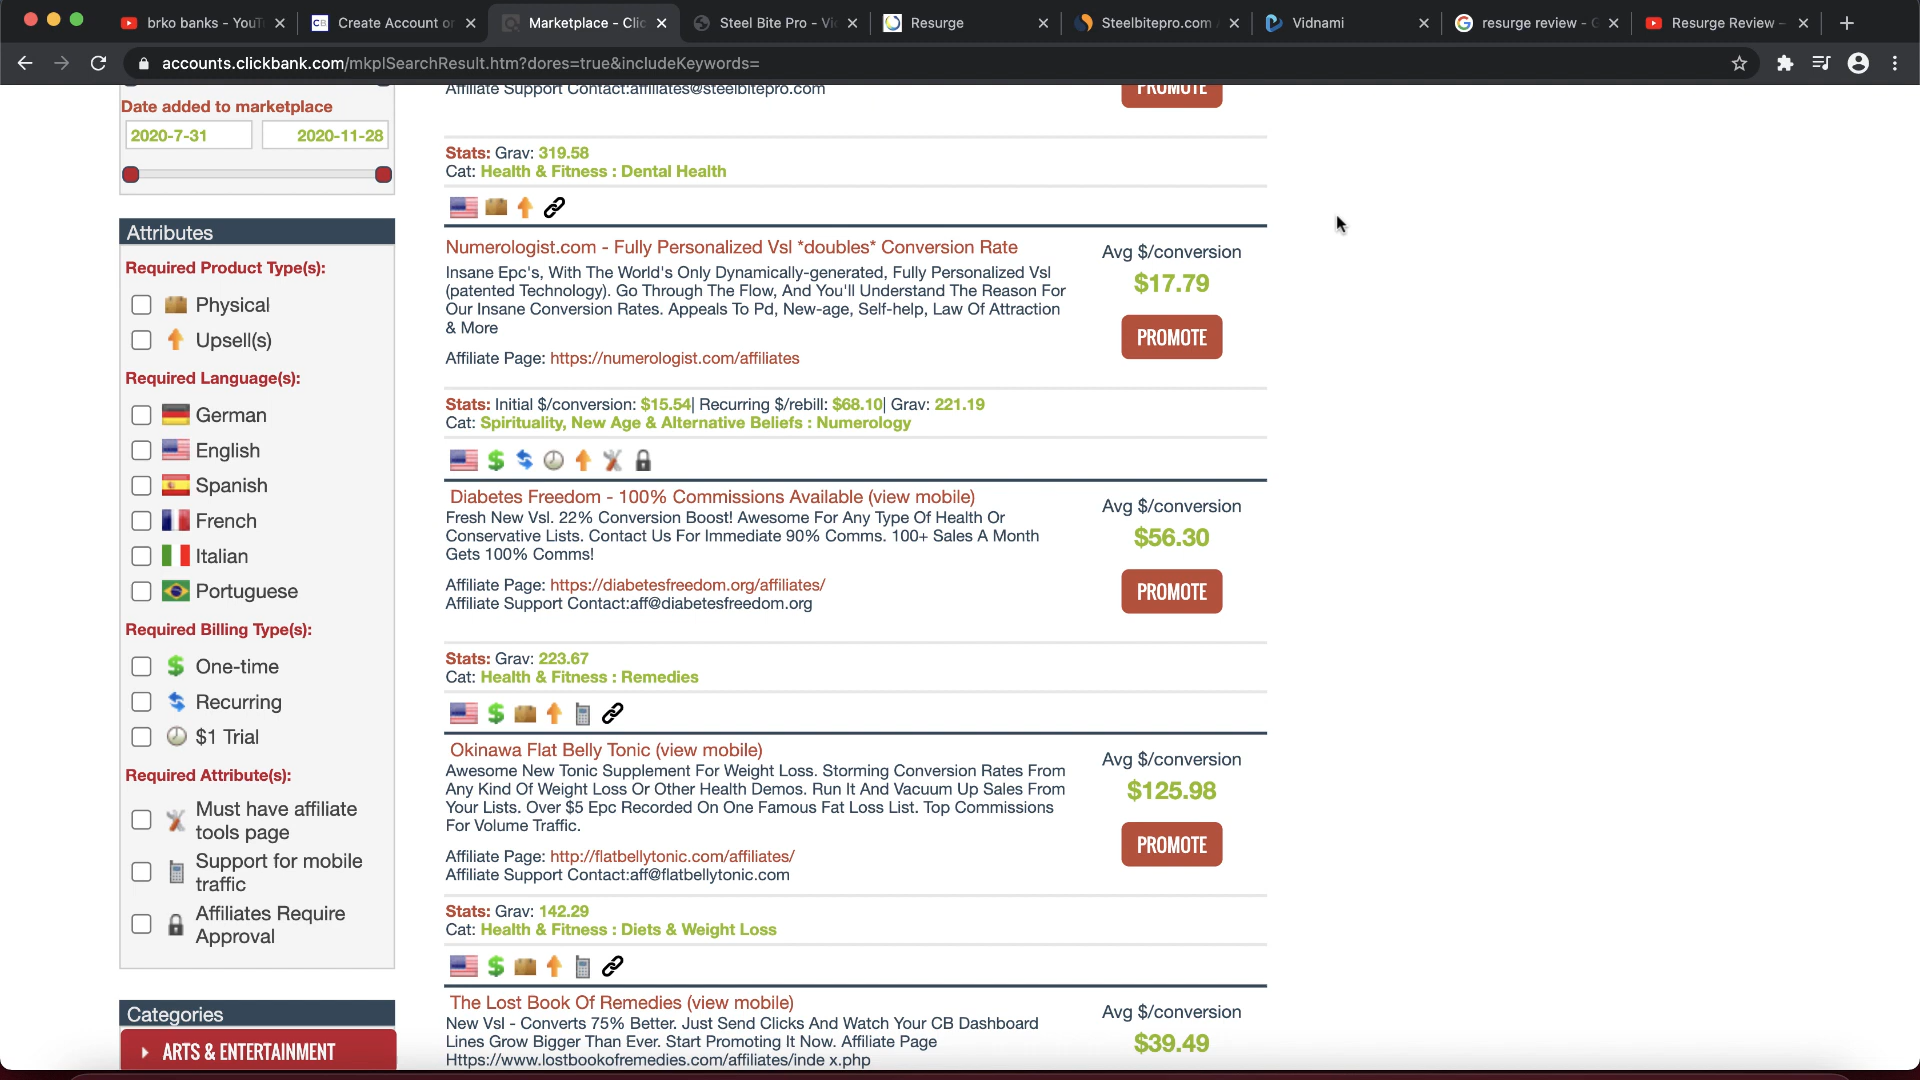 brko banks - YouT
Create Account or
Marketplace - Clic
Steel Bite Pro - Vi
Resurge
Steelbitepro.com
Vidnami
resurge review - G
Resurge Review -
accounts.clickbank.com/mkplSearchResult.htm?dores=true&includeKeywords=
Date added to marketplace
2020-7-31
2020-11-28
Attributes
Required Product Type(s):
Physical
Upsell(s)
Required Language(s):
German
English
Spanish
French
Italian
Portuguese
Required Billing Type(s):
One-time
Recurring
$1 Trial
Required Attribute(s):
Must have affiliate
tools page
Support for mobile
traffic
Affiliates Require
Approval
Categories
ARTS & ENTERTAINMENT
Affiliate Support Contact:affiliates@steelbitepro.com
PROMOTE
Stats: Grav: 319.58
Cat: Health & Fitness : Dental Health
Numerologist.com - Fully Personalized Vsl *doubles* Conversion Rate
Insane Epc's, With The World's Only Dynamically-generated, Fully Personalized Vsl
(patented Technology). Go Through The Flow, And You'll Understand The Reason For
Our Insane Conversion Rates. Appeals To Pd, New-age, Self-help, Law Of Attraction
& More
Affiliate Page: https://numerologist.com/affiliates
Avg $/conversion
$17.79
PROMOTE
Stats: Initial $/conversion: $15.54| Recurring $/rebill: $68.10| Grav: 221.19
Cat: Spirituality, New Age & Alternative Beliefs : Numerology
Diabetes Freedom - 100% Commissions Available (view mobile)
Fresh New Vsl. 22% Conversion Boost! Awesome For Any Type Of Health Or
Conservative Lists. Contact Us For Immediate 90% Comms. 100+ Sales A Month
Gets 100% Comms!
Affiliate Page: https://diabetesfreedom.org/affiliates/
Affiliate Support Contact:aff@diabetesfreedom.org
Avg $/conversion
$56.30
PROMOTE
Stats: Grav: 223.67
Cat: Health & Fitness : Remedies
Okinawa Flat Belly Tonic (view mobile)
Awesome New Tonic Supplement For Weight Loss. Storming Conversion Rates From
Any Kind Of Weight Loss Or Other Health Demos. Run It And Vacuum Up Sales From
Your Lists. Over $5 Epc Recorded On One Famous Fat Loss List. Top Commissions
For Volume Traffic.
Affiliate Page: http://flatbellytonic.com/affiliates/
Affiliate Support Contact:aff@flatbellytonic.com
Avg $/conversion
$125.98
PROMOTE
Stats: Grav: 142.29
Cat: Health & Fitness : Diets & Weight Loss
The Lost Book Of Remedies (view mobile)
New Vsl - Converts 75% Better. Just Send Clicks And Watch Your CB Dashboard
Lines Grow Bigger Than Ever. Start Promoting It Now. Affiliate Page
Https://www.lostbookofremedies.com/affiliates/inde x.php
Avg $/conversion
$39.49